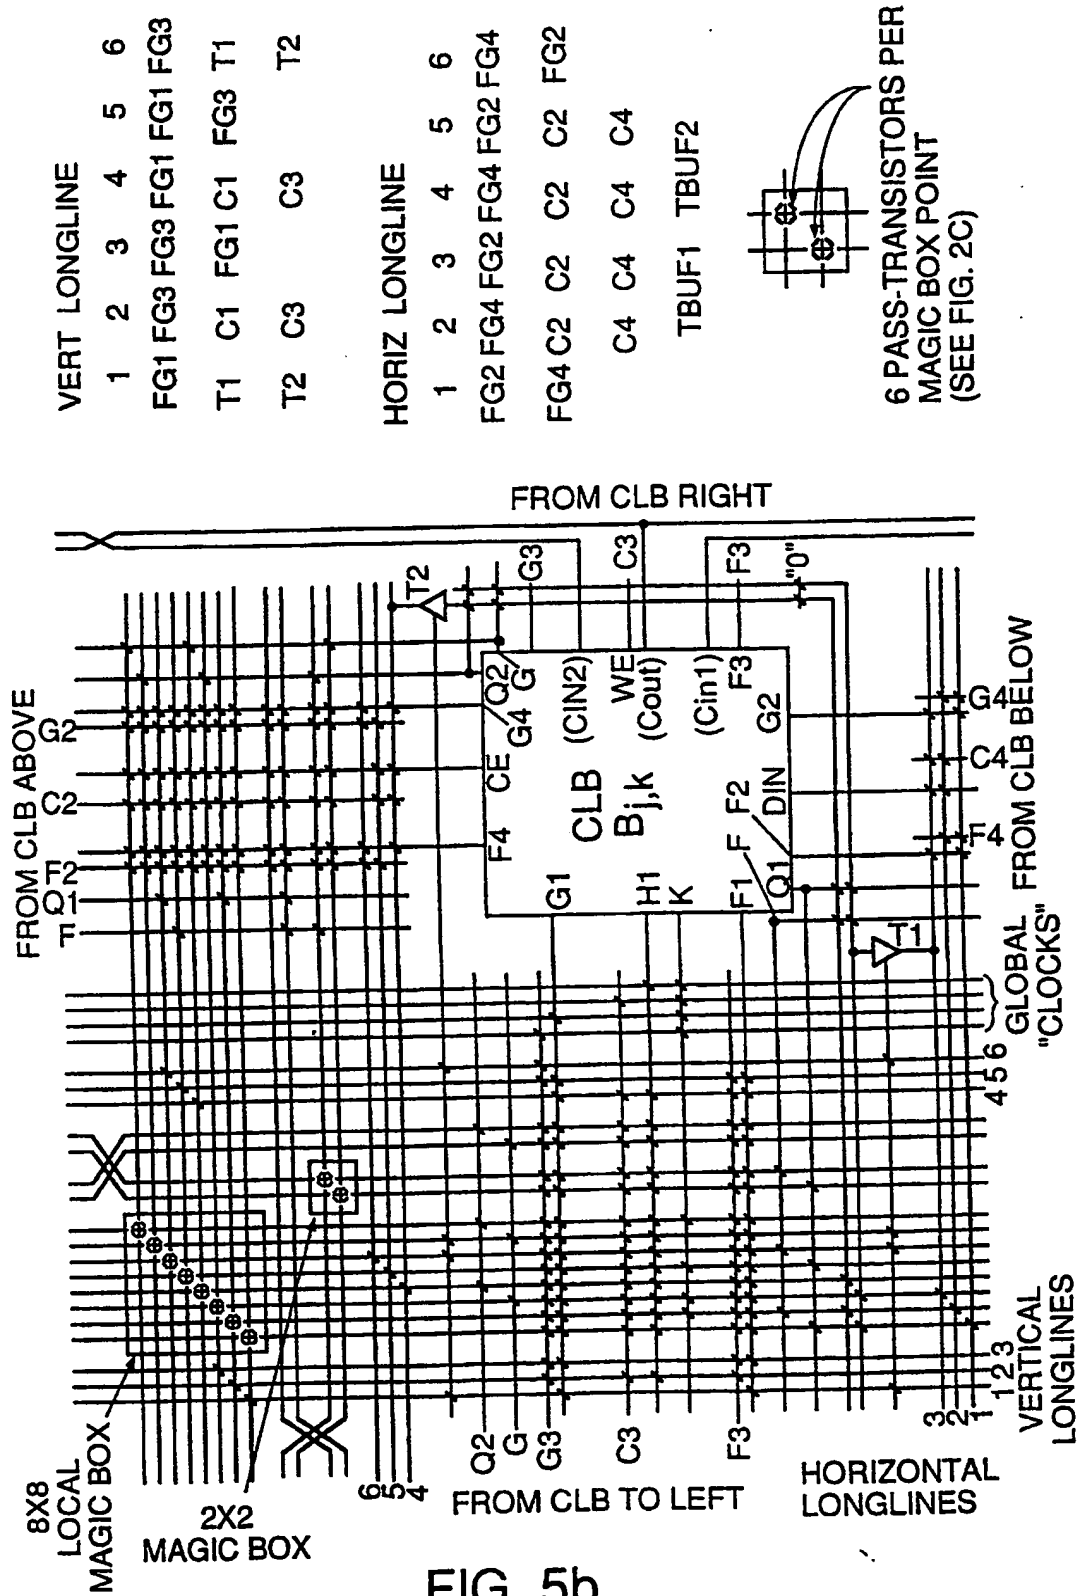 VERT LONGLINE
1 2 3 4 5 6
FG1 FG3 FG3 FG1 FG1 FG3
T1 C1 FG1 C1 FG3 T1
T2 C3 C3 T2
HORIZ LONGLINE
1 2 3 4 5 6
FG2 FG4 FG2 FG4 FG2 FG4
FG4 C2 C2 C2 C2 FG2
C4 C4 C4 C4
TBUF1 TBUF2
6 PASS-TRANSISTORS PER
MAGIC BOX POINT
(SEE FIG. 2C)
FROM CLB RIGHT
FROM CLB ABOVE
F
Q1
F2
C2
G2
8X8
LOCAL
MAGIC BOX
2X2
MAGIC BOX
6
5
4
T2
G3
C3
F3
"0"
F4
CE
G4
Q2
G
G1
H1
K
F1
CLB
Bj,k
(CIN2)
WE
(Cout)
(Cin1)
F3
F
F2
Q1
DIN
G2
T1
Q2
G
G3
C3
F3
FROM CLB TO LEFT
HORIZONTAL
LONGLINES
3
2
1
1 2 3
VERTICAL
LONGLINES
4 5 6
GLOBAL
"CLOCKS"
F4
C4
G4
FROM CLB BELOW
FIG. 5b